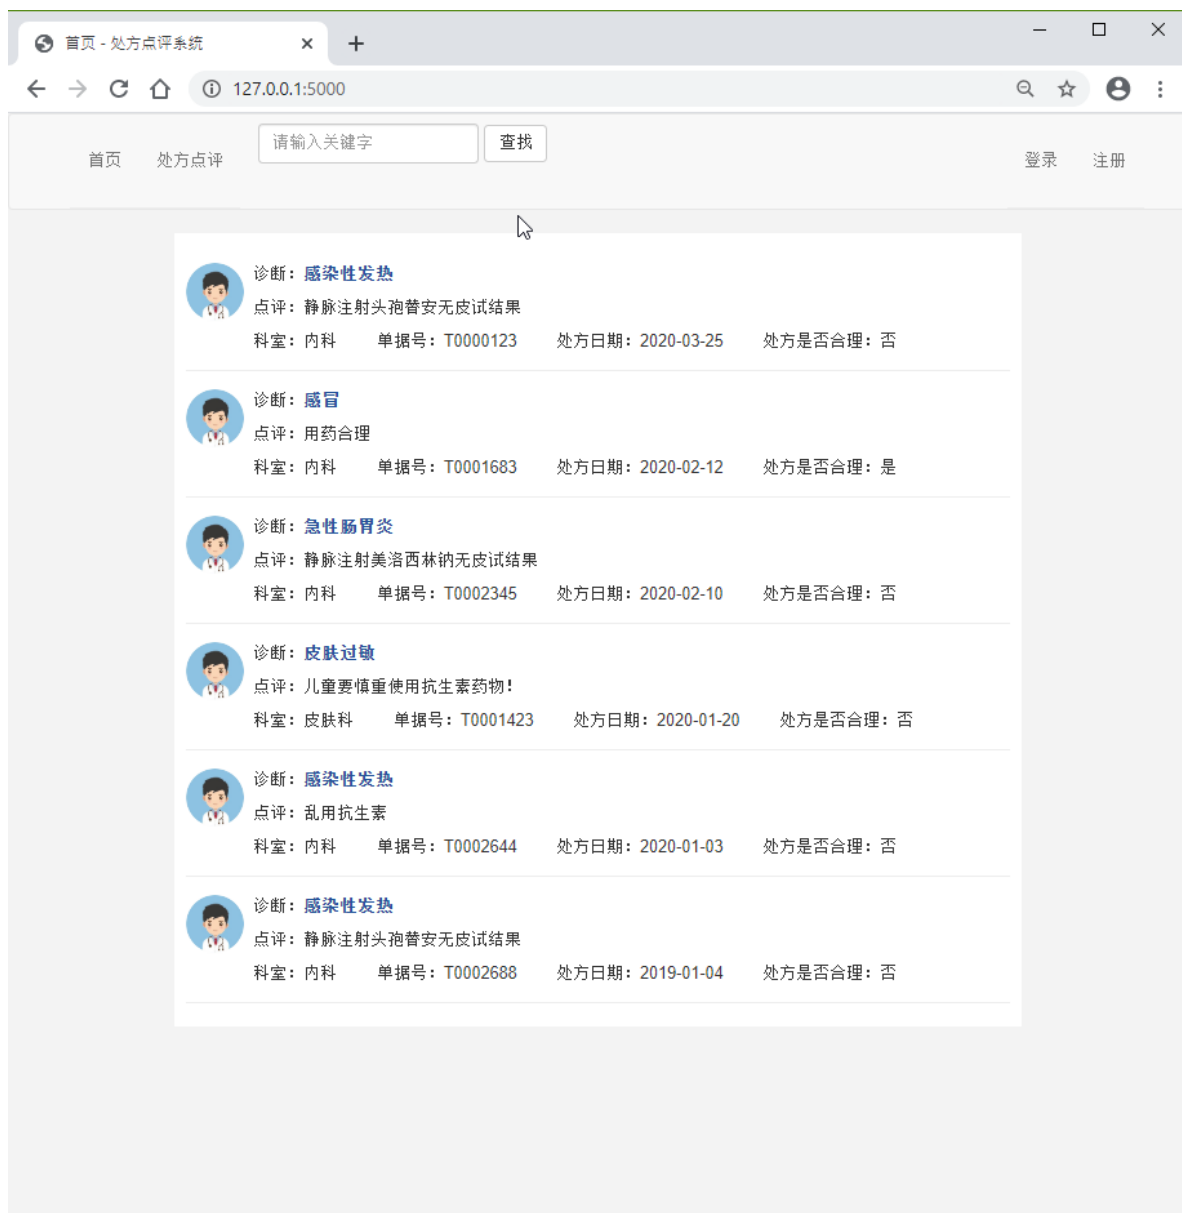 首页 - 处方点评系统
127.0.0.1:5000
首页 处方点评 请输入关键字 查找 登录 注册
诊断：感染性发热
点评：静脉注射头孢替安无皮试结果
科室：内科 单据号：T0000123 处方日期：2020-03-25 处方是否合理：否
诊断：感冒
点评：用药合理
科室：内科 单据号：T0001683 处方日期：2020-02-12 处方是否合理：是
诊断：急性肠胃炎
点评：静脉注射美洛西林钠无皮试结果
科室：内科 单据号：T0002345 处方日期：2020-02-10 处方是否合理：否
诊断：皮肤过敏
点评：儿童要慎重使用抗生素药物！
科室：皮肤科 单据号：T0001423 处方日期：2020-01-20 处方是否合理：否
诊断：感染性发热
点评：乱用抗生素
科室：内科 单据号：T0002644 处方日期：2020-01-03 处方是否合理：否
诊断：感染性发热
点评：静脉注射头孢替安无皮试结果
科室：内科 单据号：T0002688 处方日期：2019-01-04 处方是否合理：否